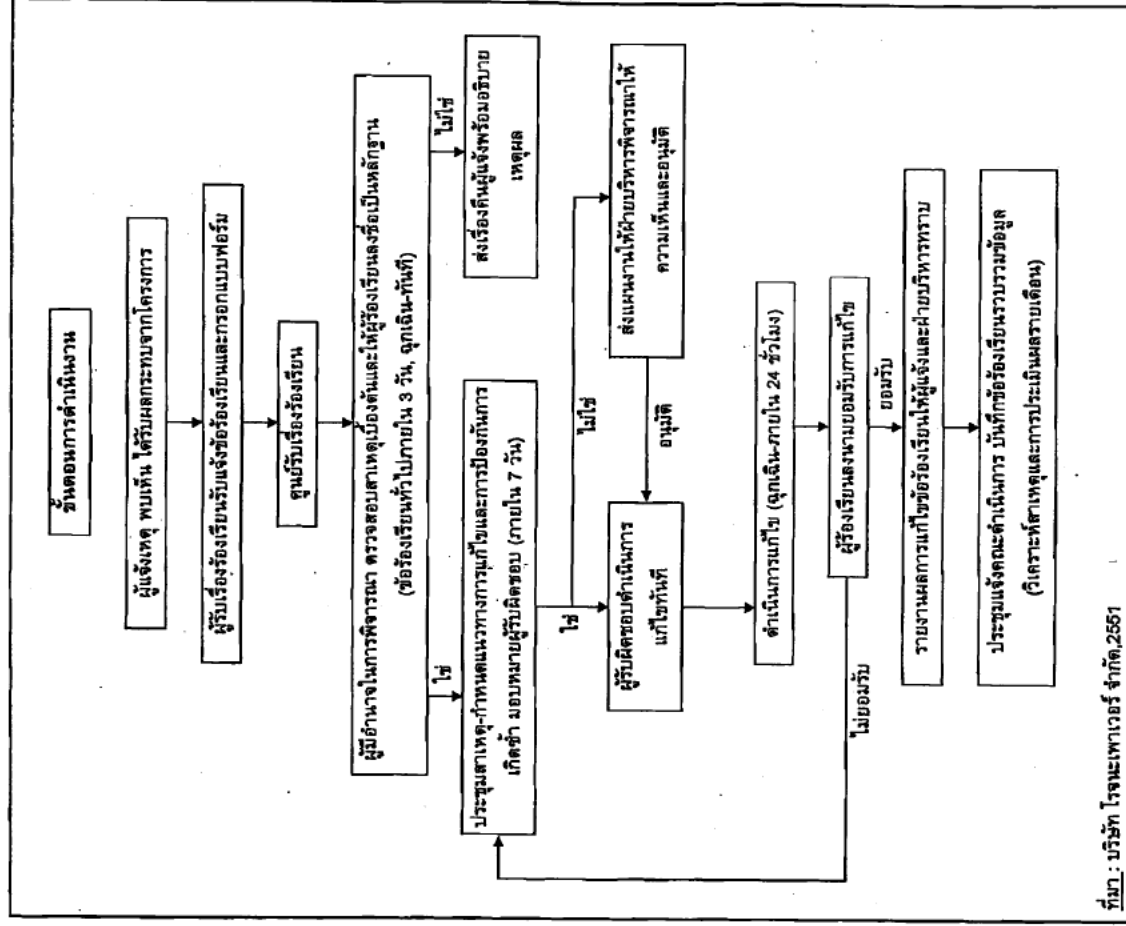 ขั้นตอนการดำเนินงาน
ผู้แจ้งเหตุ พบเห็น ได้รับผลกระทบจากโครงการ
ผู้รับเรื่องร้องเรียนรับแจ้งข้อร้องเรียนและกรอกแบบฟอร์ม
ศูนย์รับเรื่องร้องเรียน
ผู้มีอำนาจในการพิจารณา ตรวจสอบสาเหตุเบื้องต้นและให้ผู้ร้องเรียนลงชื่อเป็นหลักฐาน
(ข้อร้องเรียนทั่วไปภายใน 3 วัน, ฉุกเฉิน-ทันที)
ใช่
ไม่ใช่
ประชุมสาเหตุ-กำหนดแนวทางการแก้ไขและการป้องกันการ
เกิดซ้ำ มอบหมายผู้รับผิดชอบ (ภายใน 7 วัน)
ส่งเรื่องคืนผู้แจ้งพร้อมอธิบาย
เหตุผล
ใช่
ไม่ใช่
ผู้รับผิดชอบดำเนินการ
แก้ไขทันที
อนุมัติ
ส่งแผนงานให้ฝ่ายบริหารพิจารณาให้
ความเห็นและอนุมัติ
ดำเนินการแก้ไข (ฉุกเฉิน-ภายใน 24 ชั่วโมง)
ผู้ร้องเรียนลงนามยอมรับการแก้ไข
ไม่ยอมรับ
ยอมรับ
รายงานผลการแก้ไขข้อร้องเรียนให้ผู้แจ้งและฝ่ายบริหารทราบ
ประชุมแจ้งคณะดำเนินการ บันทึกข้อร้องเรียนรวบรวมข้อมูล
(วิเคราะห์สาเหตุและการประเมินผลรายเดือน)
ที่มา : บริษัท โรจนะเพาเวอร์ จำกัด,2551